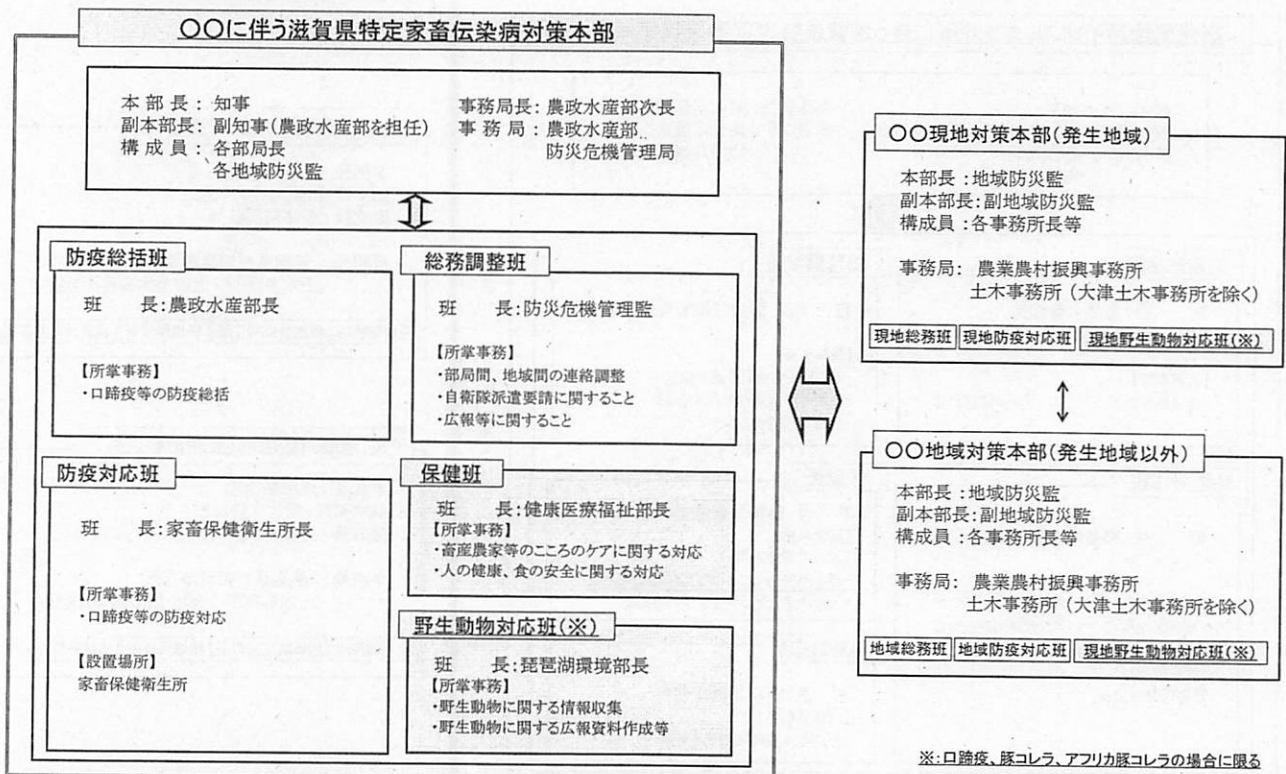 〇〇に伴う滋賀県特定家畜伝染病対策本部
本部長：知事
副本部長：副知事（農政水産部を担任）
構成員：各部局長
各地域防災監
事務局長：農政水産部次長
事務局：農政水産部
防災危機管理局
防疫総括班
班　　長：農政水産部長
【所掌事務】
・口蹄疫等の防疫総括
総務調整班
班　　長：防災危機管理監
【所掌事務】
・部局間、地域間の連絡調整
・自衛隊派遣要請に関すること
・広報等に関すること
防疫対応班
班　　長：家畜保健衛生所長
【所掌事務】
・口蹄疫等の防疫対応
【設置場所】
家畜保健衛生所
保健班
班　　長：健康医療福祉部長
【所掌事務】
・畜産農家等のこころのケアに関する対応
・人の健康、食の安全に関する対応
野生動物対応班（※）
班　　長：琵琶湖環境部長
【所掌事務】
・野生動物に関する情報収集
・野生動物に関する広報資料作成等
〇〇現地対策本部（発生地域）
本部長：地域防災監
副本部長：副地域防災監
構成員：各事務所長等
事務局：　農業農村振興事務所
土木事務所（大津土木事務所を除く）
現地総務班　現地防疫対応班　現地野生動物対応班（※）
〇〇地域対策本部（発生地域以外）
本部長：地域防災監
副本部長：副地域防災監
構成員：各事務所長等
事務局：　農業農村振興事務所
土木事務所（大津土木事務所を除く）
地域総務班　地域防疫対応班　現地野生動物対応班（※）
※：口蹄疫、豚コレラ、アフリカ豚コレラの場合に限る